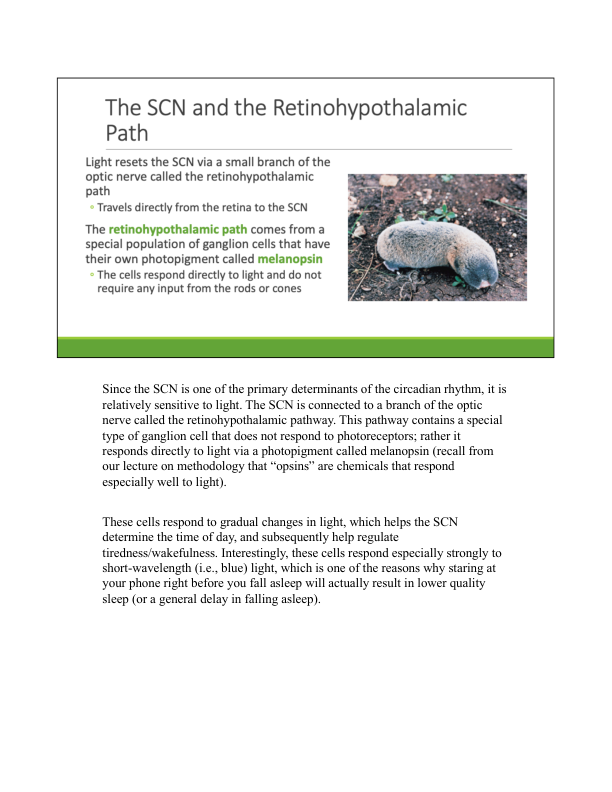 The SCN and the Retinohypothalamic
Path
Light resets the SCN via a small branch of the
optic nerve called the retinohypothalamic
path
▫ Travels directly from the retina to the SCN
The retinohypothalamic path comes from a
special population of ganglion cells that have
their own photopigment called melanopsin
▫ The cells respond directly to light and do not
require any input from the rods or cones
Since the SCN is one of the primary determinants of the circadian rhythm, it is
relatively sensitive to light. The SCN is connected to a branch of the optic
nerve called the retinohypothalamic pathway. This pathway contains a special
type of ganglion cell that does not respond to photoreceptors; rather it
responds directly to light via a photopigment called melanopsin (recall from
our lecture on methodology that “opsins” are chemicals that respond
especially well to light).
These cells respond to gradual changes in light, which helps the SCN
determine the time of day, and subsequently help regulate
tiredness/wakefulness. Interestingly, these cells respond especially strongly to
short-wavelength (i.e., blue) light, which is one of the reasons why staring at
your phone right before you fall asleep will actually result in lower quality
sleep (or a general delay in falling asleep).